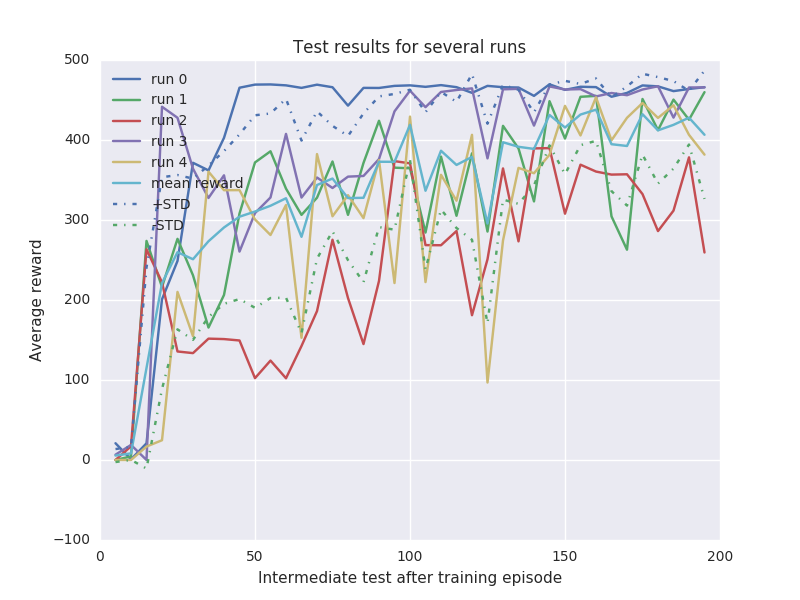 Test results for several runs
500
400
300
200
100
0
−100
run 0
run 1
run 2
run 3
run 4
mean reward
+STD
-STD
0
50
100
150
200
Average reward
Intermediate test after training episode